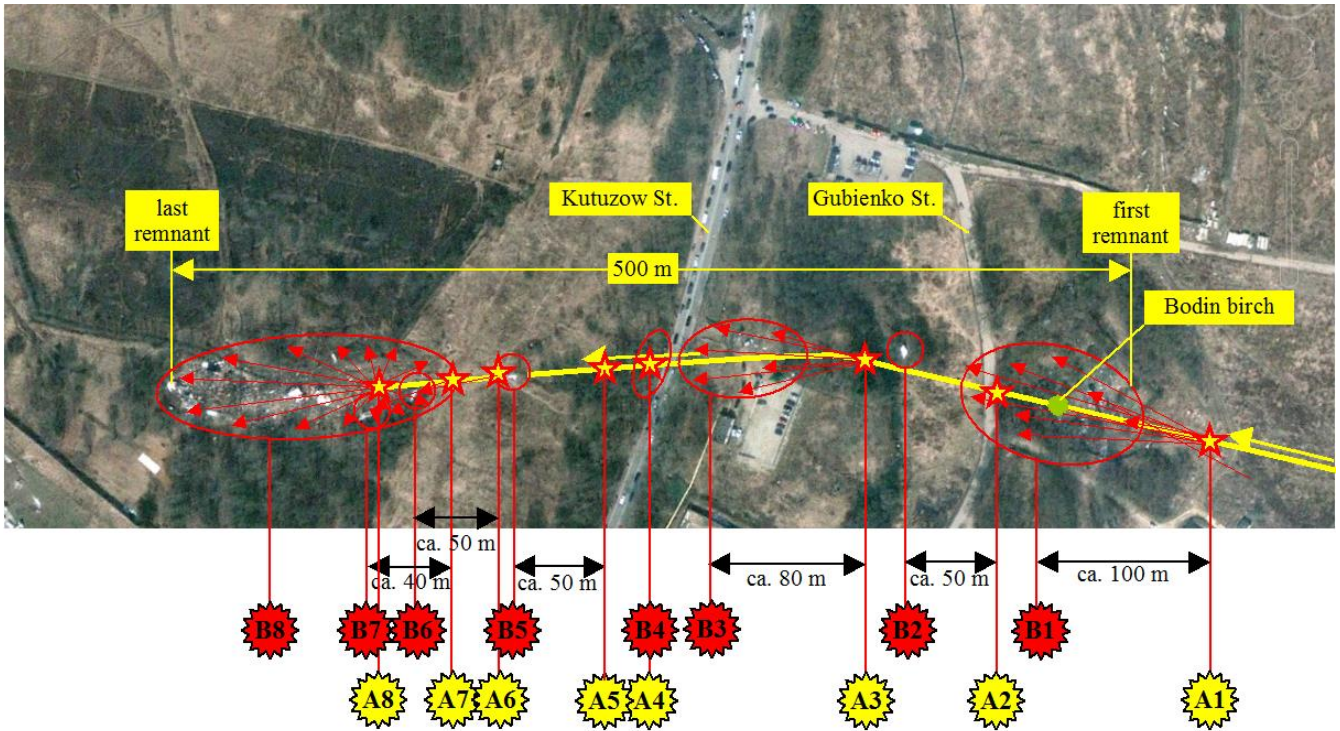 last
remnant
Kutuzow St.
Gubienko St.
first
remnant
500 m
Bodin birch
ca. 50 m
ca. 40 m
ca. 50 m
ca. 80 m
ca. 50 m
ca. 100 m
B8
B7
B6
B5
B4
B3
B2
B1
A8
A7
A6
A5
A4
A3
A2
A1